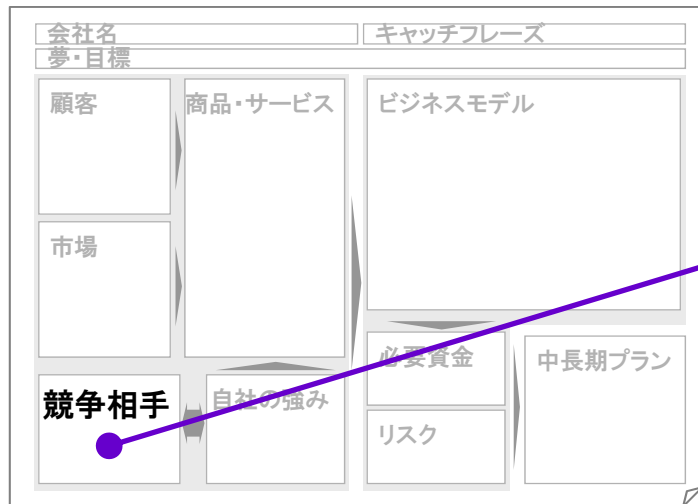 会社名
キャッチフレーズ
夢・目標
顧客
商品・サービス
ビジネスモデル
市場
必要資金
中長期プラン
競争相手
自社の強み
リスク